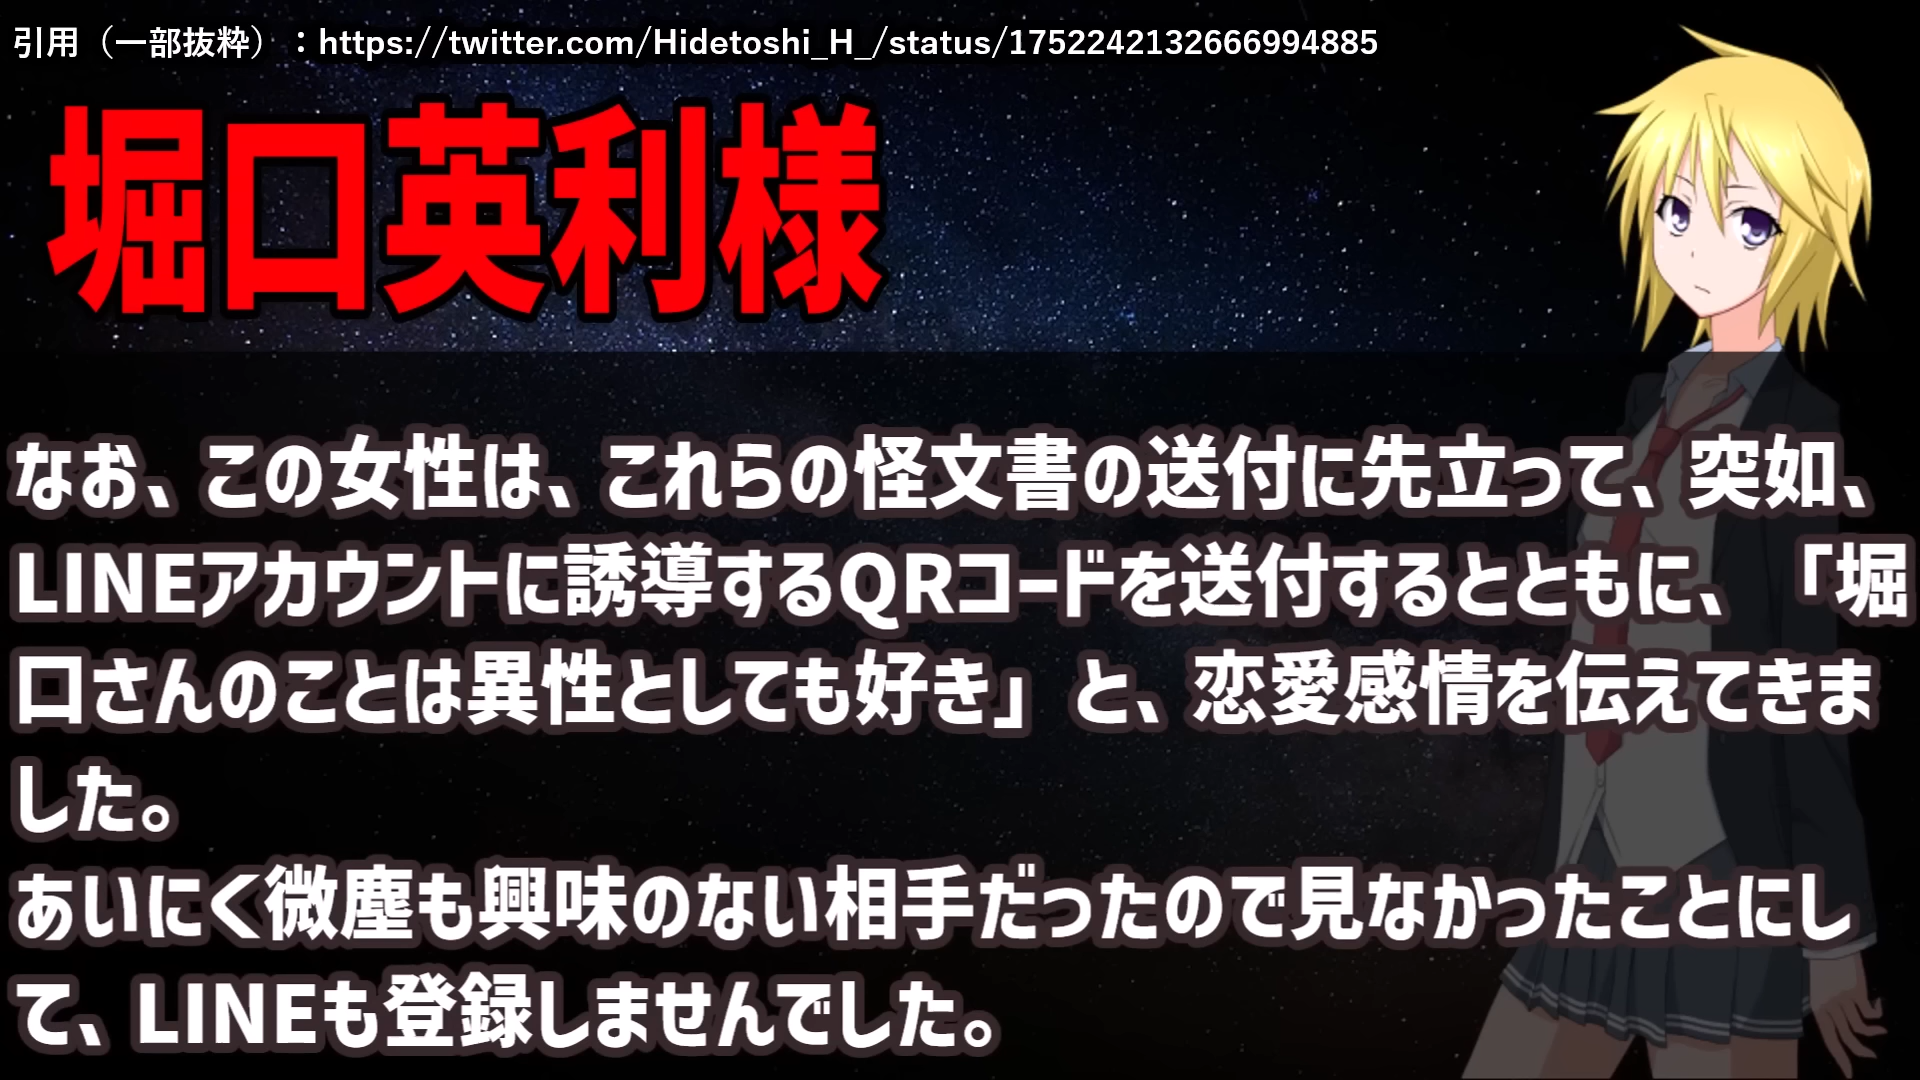 引用（一部抜粋）：https://twitter.com/Hidetoshi_H_/status/1752242132666994885
堀口英利様
なお、この女性は、これらの怪文書の送付に先立って、突如、
LINEアカウントに誘導するQRコードを送付するとともに、「堀
口さんのことは異性としても好き」と、恋愛感情を伝えてきま
した。
あいにく微塵も興味のない相手だったので見なかったことにし
て、LINEも登録しませんでした。